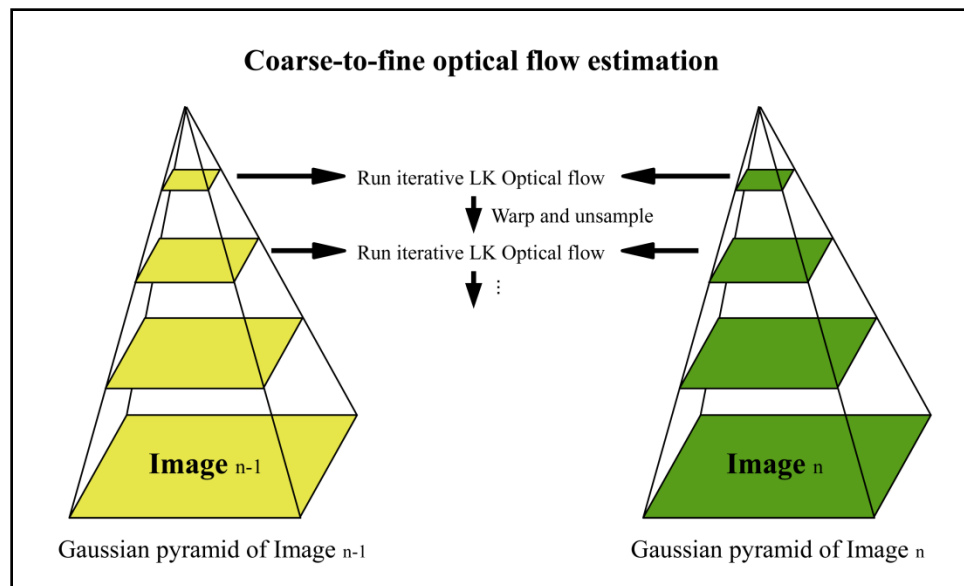 Coarse-to-fine optical flow estimation
Run iterative LK Optical flow
Warp and unsample
Run iterative LK Optical flow
⋮
Image n-1
Image n
Gaussian pyramid of Image n-1
Gaussian pyramid of Image n